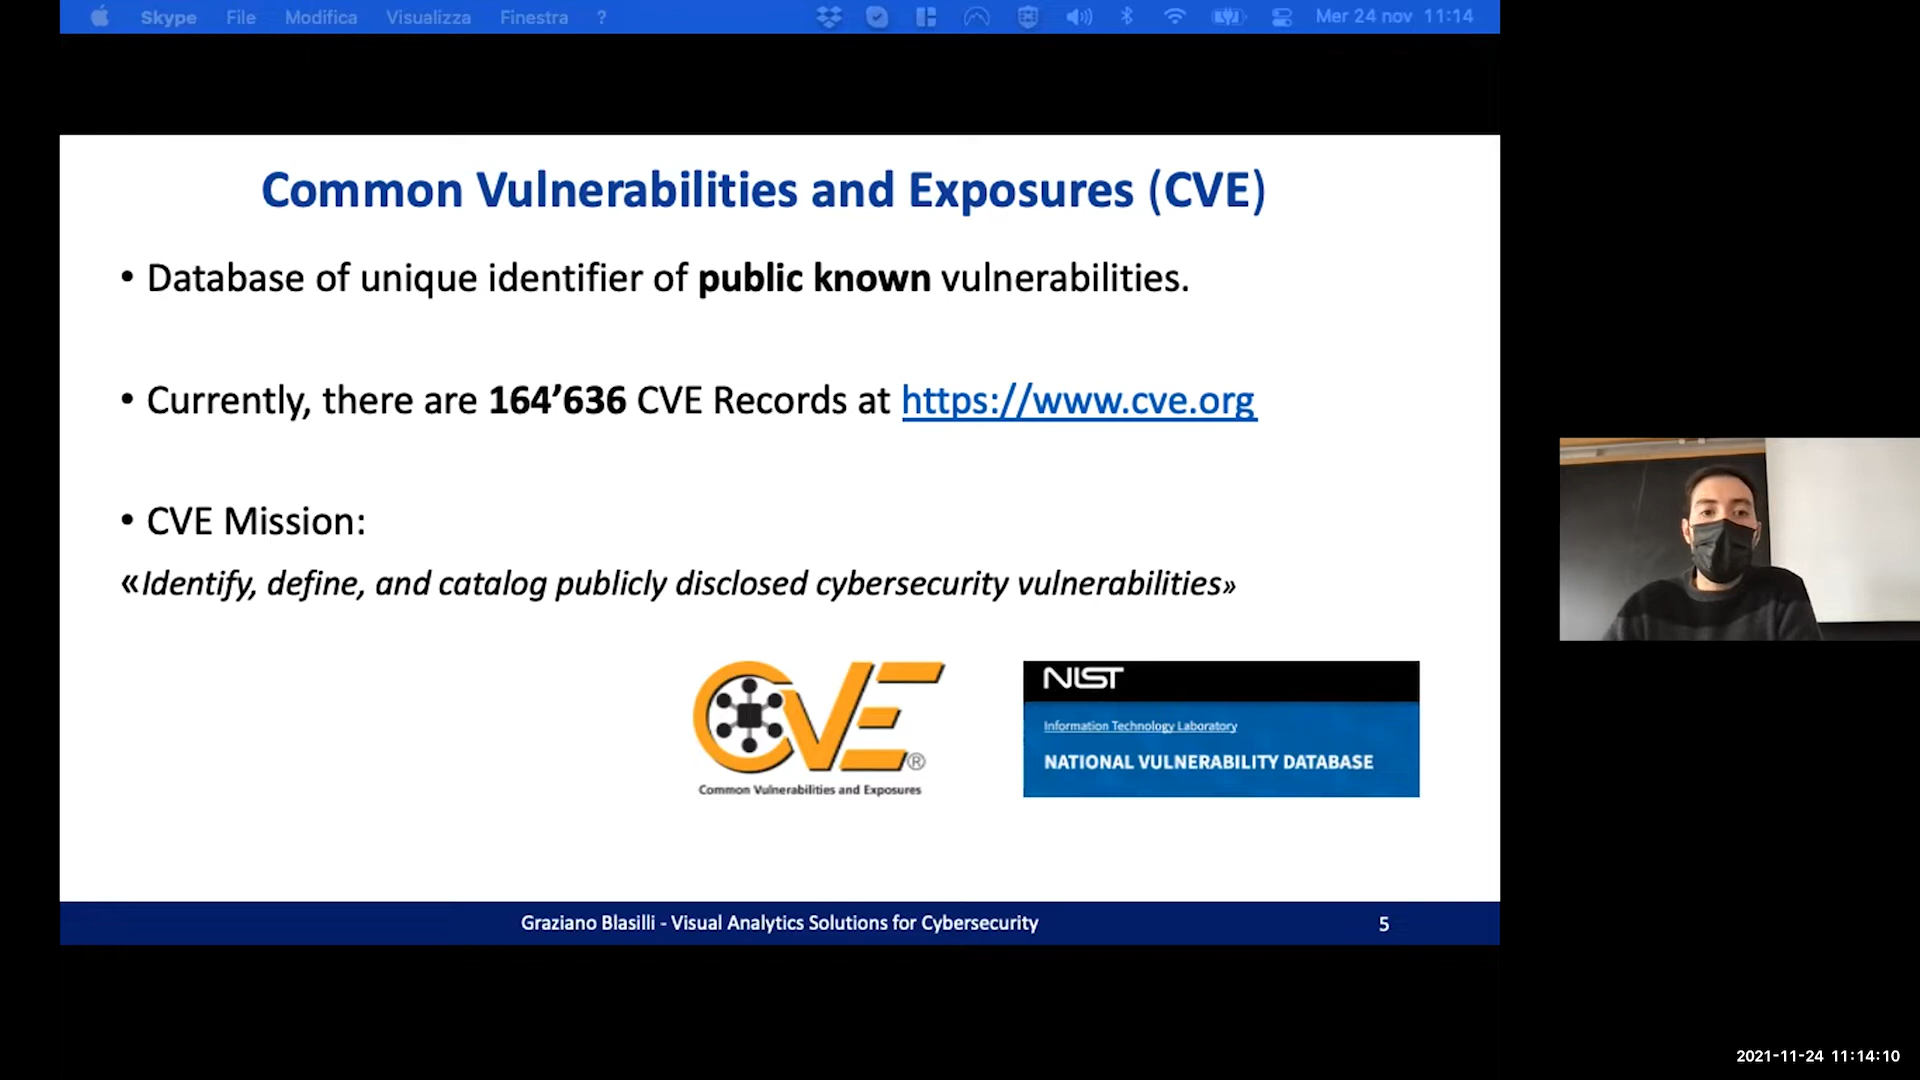 Skype File Modifica Visualizza Finestra ? Mer 24 nov 11:14
Common Vulnerabilities and Exposures (CVE)
• Database of unique identifier of public known vulnerabilities.
• Currently, there are 164’636 CVE Records at https://www.cve.org
• CVE Mission:
«Identify, define, and catalog publicly disclosed cybersecurity vulnerabilities»
CVE®
Common Vulnerabilities and Exposures
NIST
Information Technology Laboratory
NATIONAL VULNERABILITY DATABASE
Graziano Blasilli - Visual Analytics Solutions for Cybersecurity 5
2021-11-24 11:14:10